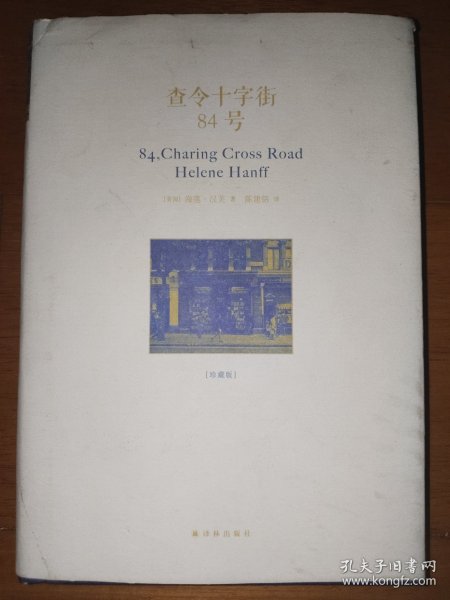 查令十字街
84号
84, Charing Cross Road
Helene Hanff
[美国] 海莲·汉芙 著 陈建铭 译
[珍藏版]
译林出版社
孔夫子旧书网
www.kongfz.com